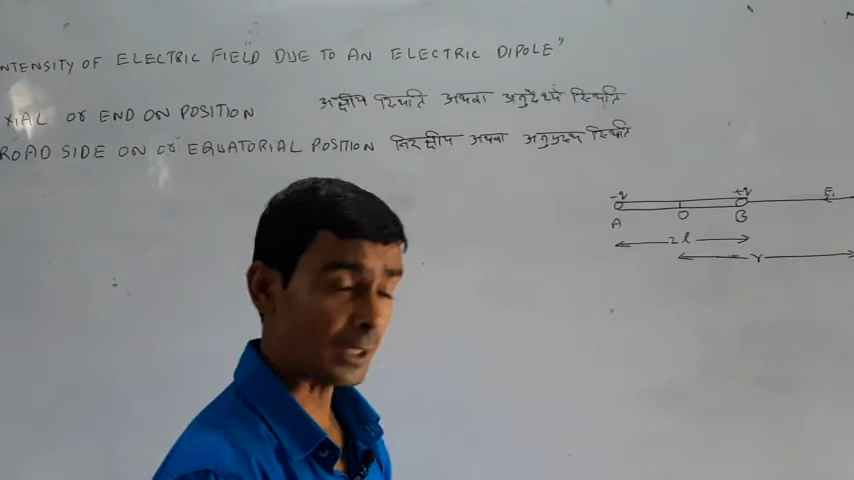 NTENSITY OF ELECTRIC FIELD DUE TO AN ELECTRIC DIPOLE"
XIAL Or END ON POSITION अक्षीय स्थिति अथवा अनुदैर्ध्य स्थिति
ROAD SIDE ON Or EQUATORIAL POSITION निरक्षीय अथवा अनुप्रस्थ स्थिति
-q +q E₁
A O B
2l
r